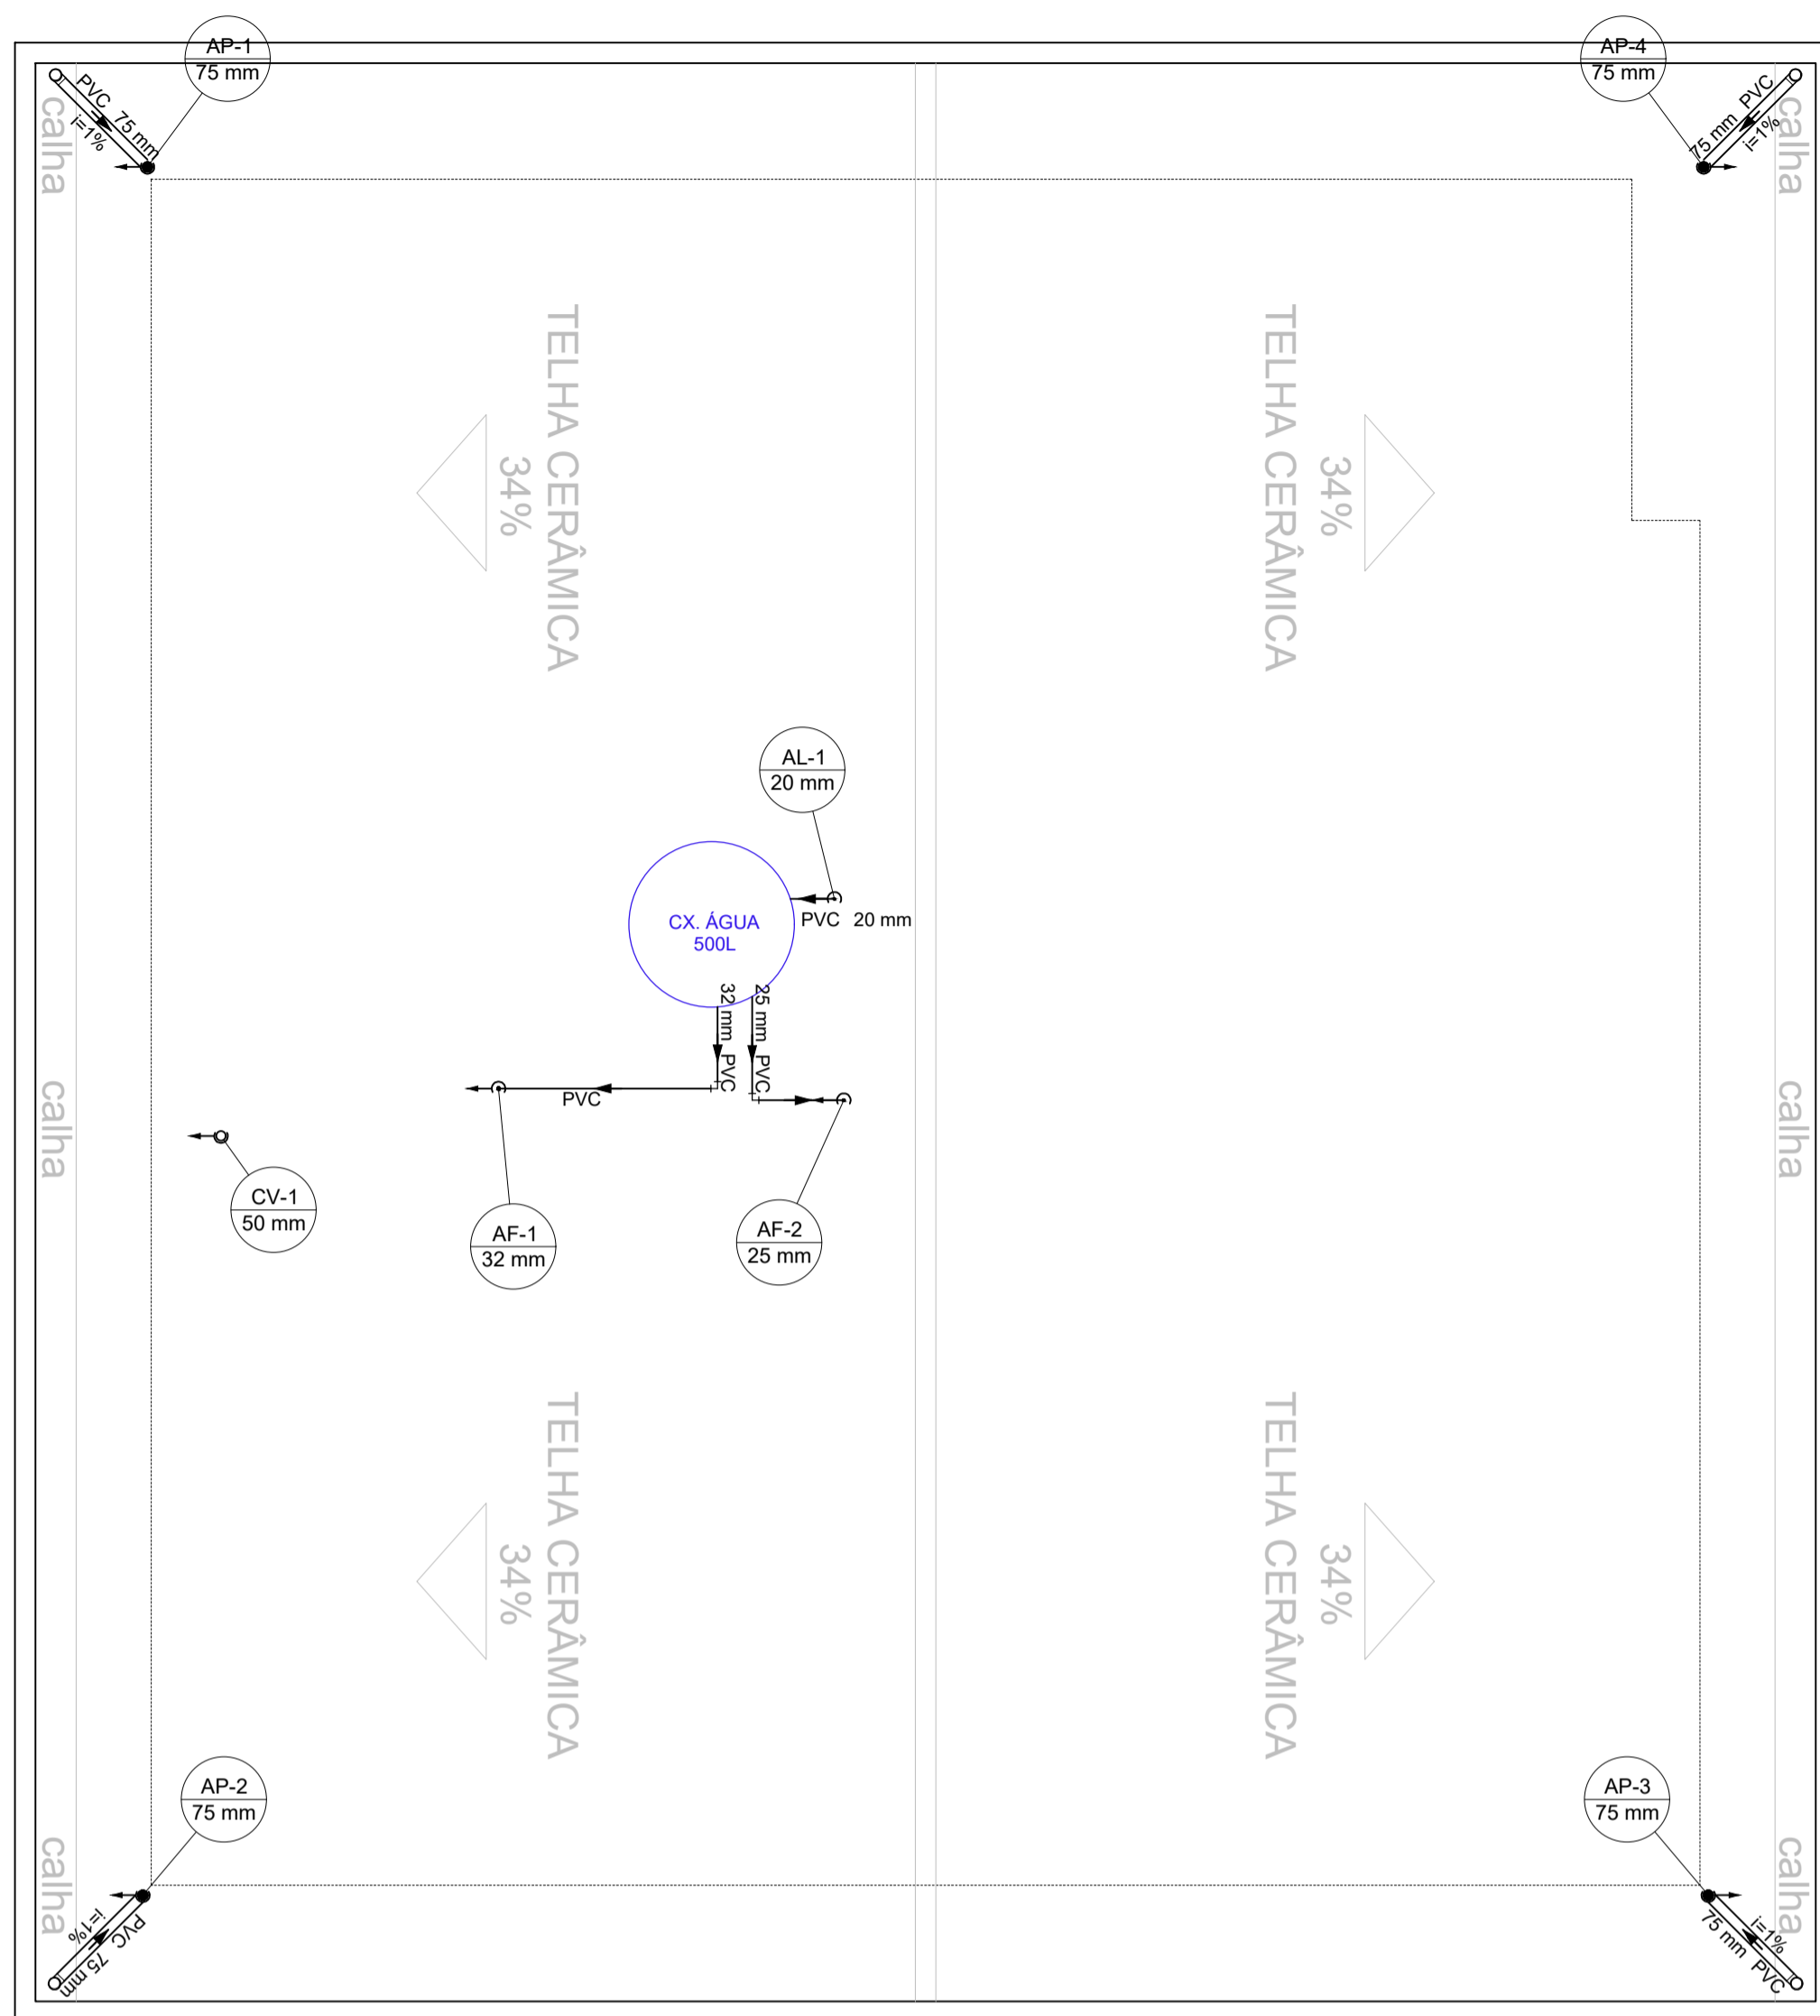 AP-1
75 mm
AP-4
75 mm
PVC 75 mm
i=1%
75 mm PVC
i=1%
calha
calha
TELHA CERÂMICA
34%
TELHA CERÂMICA
34%
AL-1
20 mm
CX. ÁGUA
500L
PVC 20 mm
32 mm PVC
25 mm PVC
PVC
calha
calha
CV-1
50 mm
AF-1
32 mm
AF-2
25 mm
TELHA CERÂMICA
34%
TELHA CERÂMICA
34%
AP-2
75 mm
AP-3
75 mm
calha
calha
i=1%
PVC 75 mm
i=1%
75 mm PVC